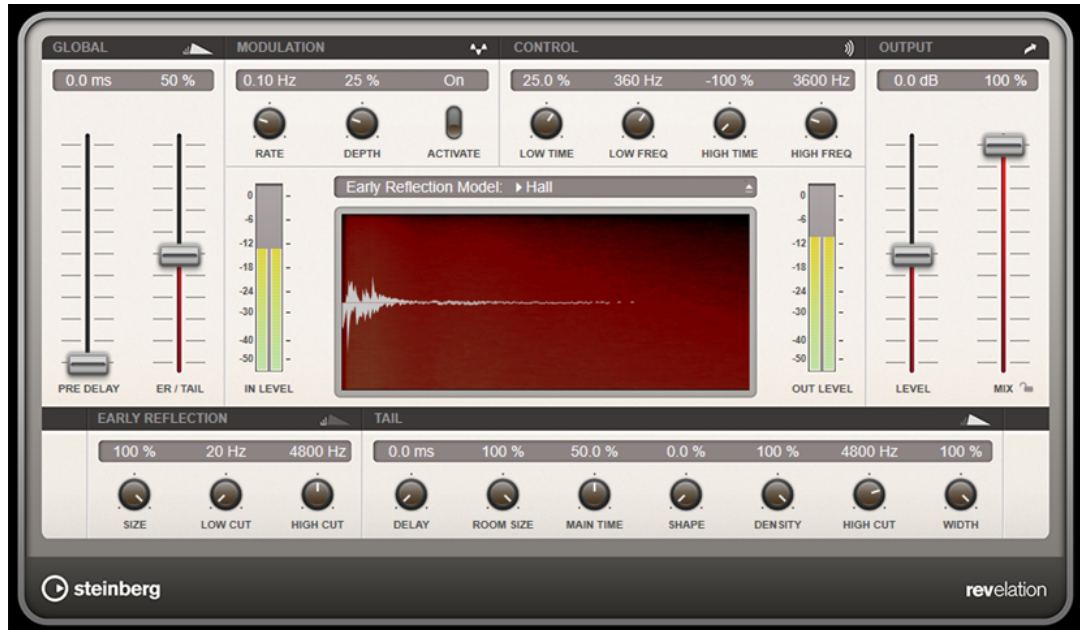 GLOBAL MODULATION CONTROL OUTPUT
0.0 ms 50 % 0.10 Hz 25 % On 25.0 % 360 Hz -100 % 3600 Hz 0.0 dB 100 %
RATE DEPTH ACTIVATE LOW TIME LOW FREQ HIGH TIME HIGH FREQ
Early Reflection Model: Hall
0 0
-6 -6
-12 -12
-18 -18
-24 -24
-30 -30
-40 -40
-50 -50
PRE DELAY ER / TAIL IN LEVEL OUT LEVEL LEVEL MIX
EARLY REFLECTION TAIL
100 % 20 Hz 4800 Hz 0.0 ms 100 % 50.0 % 0.0 % 100 % 4800 Hz 100 %
SIZE LOW CUT HIGH CUT DELAY ROOM SIZE MAIN TIME SHAPE DENSITY HIGH CUT WIDTH
steinberg revelation